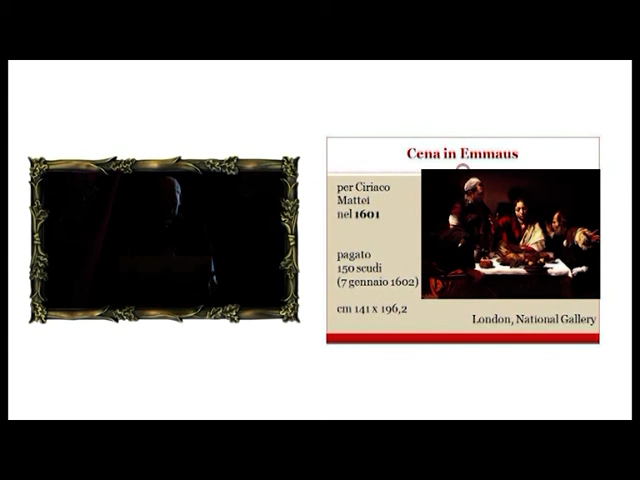 Cena in Emmaus
per Ciriaco
Mattei
nel 1601
pagato
150 scudi
(7 gennaio 1602)
cm 141 x 196,2
London, National Gallery